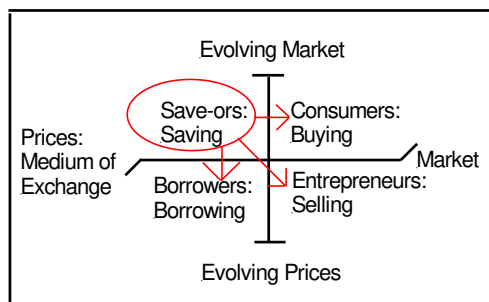 Evolving Market
Save-ors:
Saving
Consumers:
Buying
Prices:
Medium of
Exchange
Market
Borrowers:
Borrowing
Entrepreneurs:
Selling
Evolving Prices